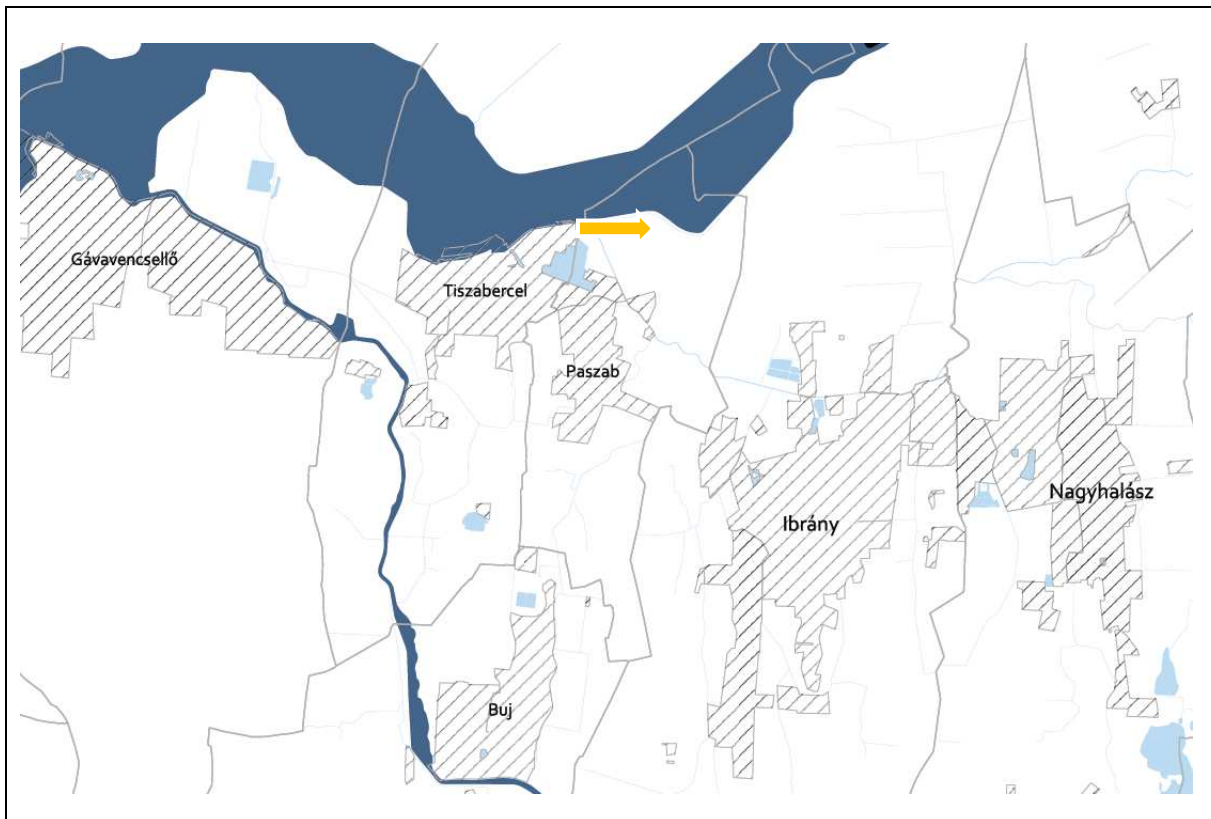 Gávavencsellő
Tiszabercel
Paszab
Ibrány
Nagyhalász
Buj